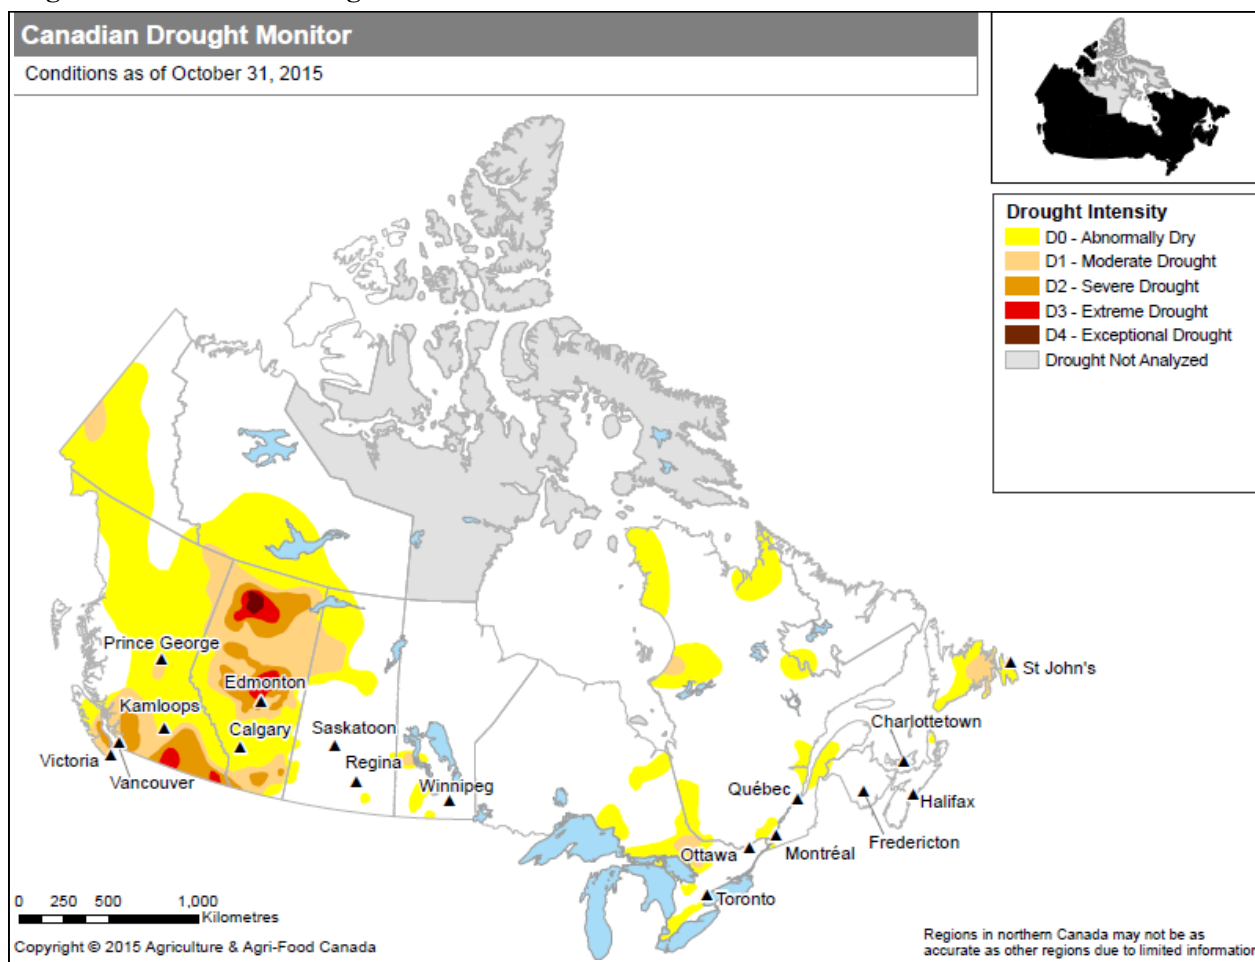 Canadian Drought Monitor
Conditions as of October 31, 2015
Drought Intensity
D0 - Abnormally Dry
D1 - Moderate Drought
D2 - Severe Drought
D3 - Extreme Drought
D4 - Exceptional Drought
Drought Not Analyzed
Prince George
Edmonton
Kamloops
Calgary
Saskatoon
Victoria
Vancouver
Regina
Winnipeg
St John's
Charlottetown
Québec
Halifax
Fredericton
Ottawa
Montréal
Toronto
0 250 500 1,000
Kilometres
Copyright © 2015 Agriculture & Agri-Food Canada
Regions in northern Canada may not be as
accurate as other regions due to limited information